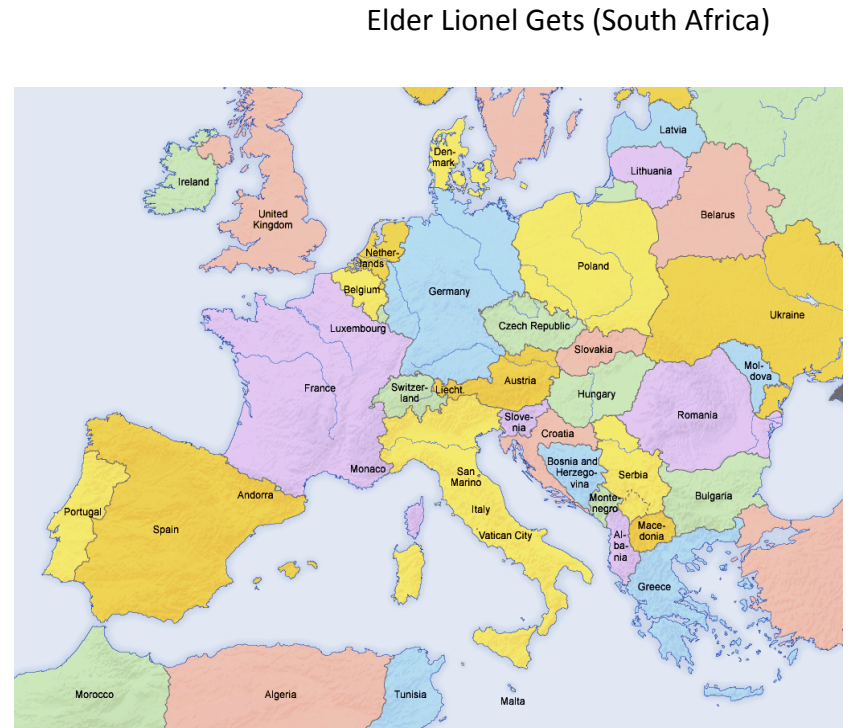 Elder Lionel Gets (South Africa)
Latvia
Den-
mark
Lithuania
Ireland
United
Kingdom
Belarus
Nether-
lands
Poland
Belgium
Germany
Ukraine
Luxembourg
Czech Republic
Slovakia
Mol-
dova
France
Switzer-
land
Liecht.
Austria
Hungary
Slove-
nia
Romania
Croatia
Monaco
San
Marino
Bosnia and
Herzego-
vina
Serbia
Andorra
Portugal
Spain
Italy
Monte-
negro
Bulgaria
Vatican City
Mace-
donia
Al-
ba-
nia
Greece
Morocco
Algeria
Tunisia
Malta